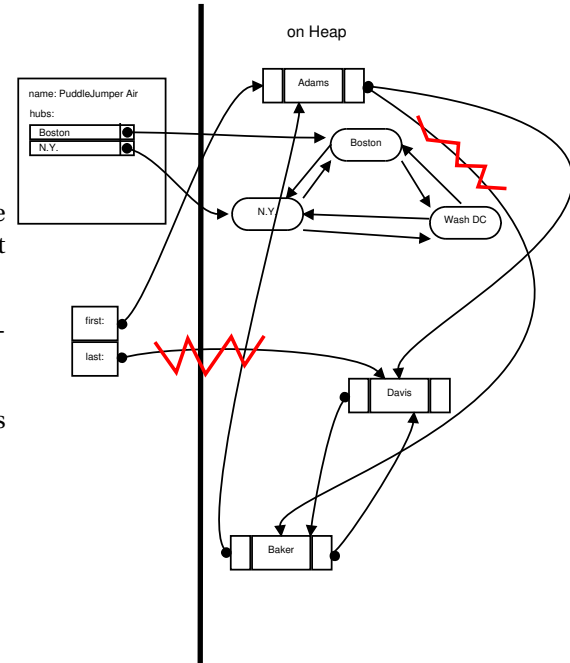 on Heap
Adams
name: PuddleJumper Air
hubs:
Boston
N.Y.
Boston
N.Y.
Wash DC
e
t
first:
-
last:
Davis
s
Baker